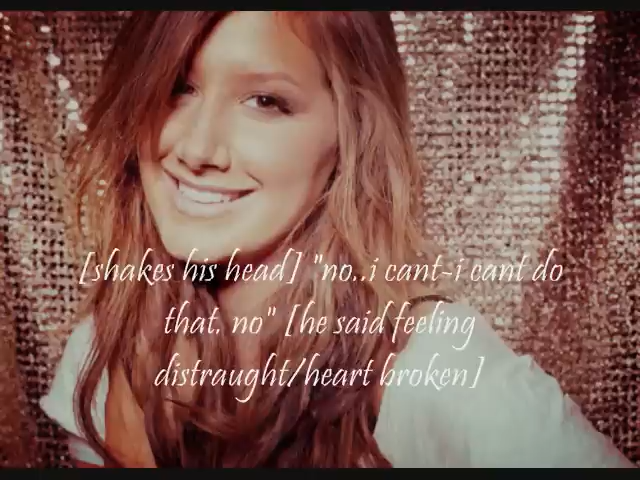 [shakes his head] "no..i cant-i cant do
that. no" [he said feeling
distraught/heart broken]